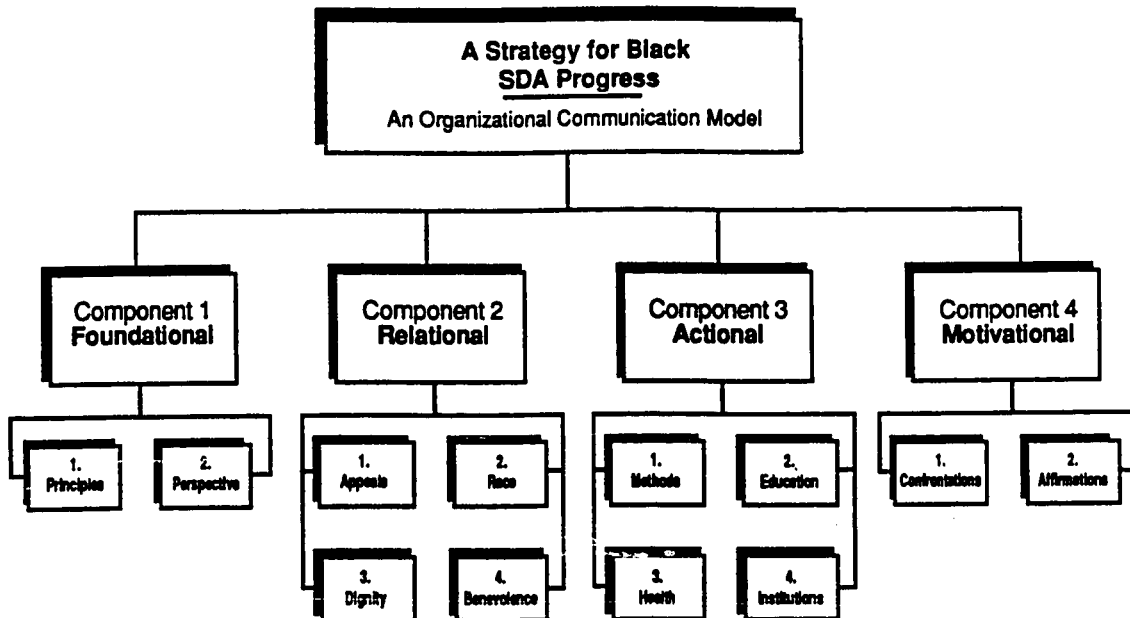 A Strategy for Black
SDA Progress
An Organizational Communication Model
Component 1
Foundational
Component 2
Relational
Component 3
Actional
Component 4
Motivational
1.
Principles
2.
Perspective
1.
Appeals
2.
Race
1.
Methods
2.
Education
1.
Confrontations
2.
Affirmations
3.
Dignity
4.
Benevolence
3.
Health
4.
Institutions